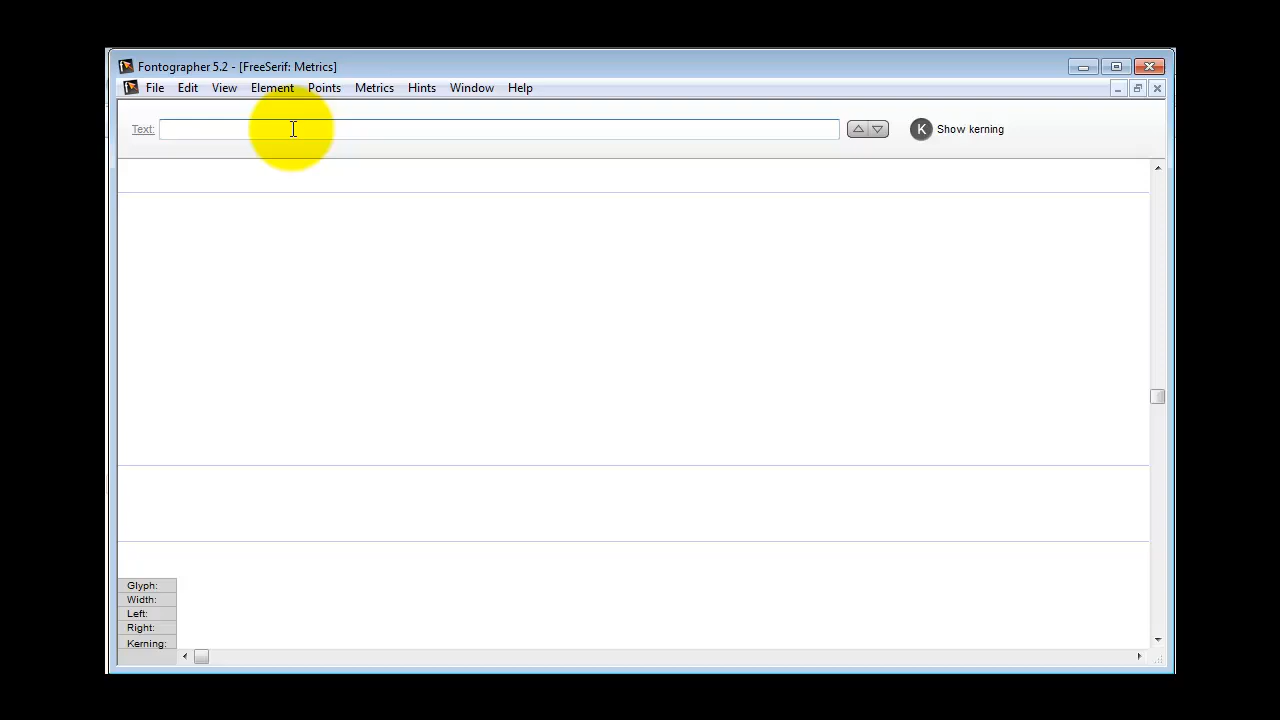 Fontographer 5.2 - [FreeSerif: Metrics]
File Edit View Element Points Metrics Hints Window Help
Text: K Show kerning
Glyph:
Width:
Left:
Right:
Kerning: